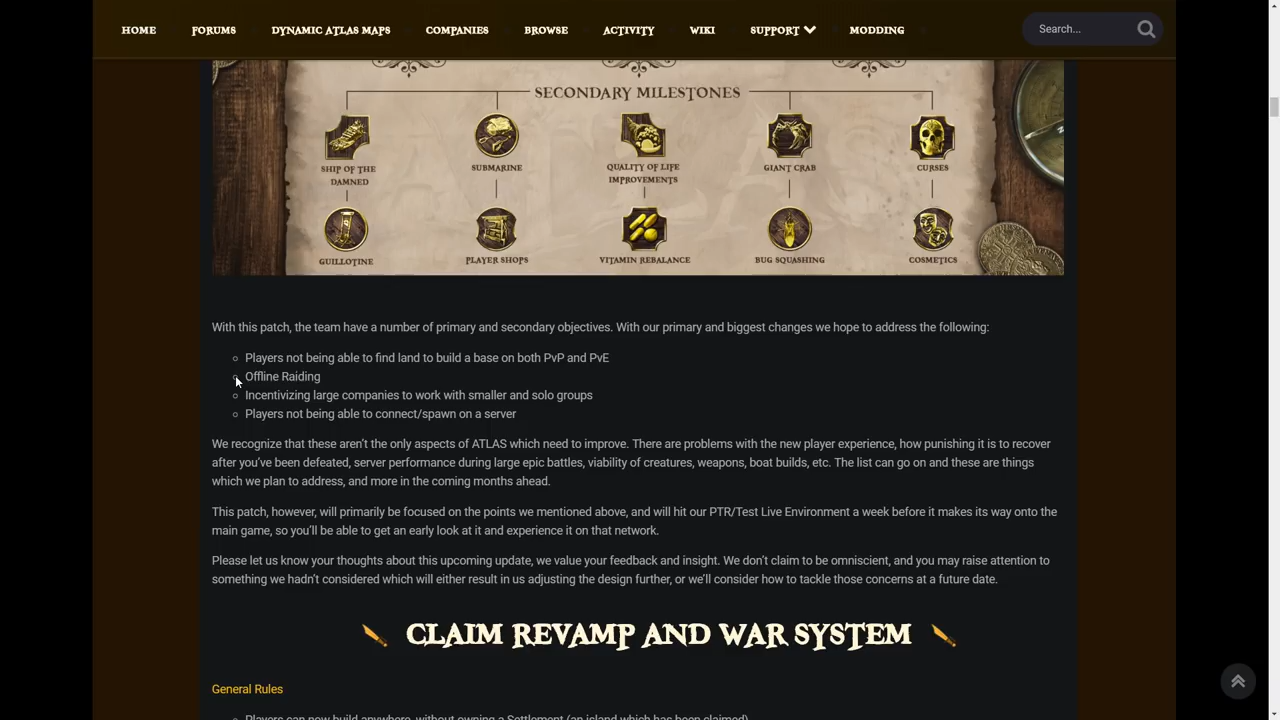 HOME FORUMS DYNAMIC ATLAS MAPS COMPANIES BROWSE ACTIVITY WIKI SUPPORT MODDING Search...
SECONDARY MILESTONES
SHIP OF THE DAMNED
SUBMARINE
QUALITY OF LIFE IMPROVEMENTS
GIANT CRAB
CURSES
GUILLOTINE
PLAYER SHOPS
VITAMIN REBALANCE
BUG SQUASHING
COSMETICS
With this patch, the team have a number of primary and secondary objectives. With our primary and biggest changes we hope to address the following:
Players not being able to find land to build a base on both PvP and PvE
Offline Raiding
Incentivizing large companies to work with smaller and solo groups
Players not being able to connect/spawn on a server
We recognize that these aren't the only aspects of ATLAS which need to improve. There are problems with the new player experience, how punishing it is to recover
after you've been defeated, server performance during large epic battles, viability of creatures, weapons, boat builds, etc. The list can go on and these are things
which we plan to address, and more in the coming months ahead.
This patch, however, will primarily be focused on the points we mentioned above, and will hit our PTR/Test Live Environment a week before it makes its way onto the
main game, so you'll be able to get an early look at it and experience it on that network.
Please let us know your thoughts about this upcoming update, we value your feedback and insight. We don't claim to be omniscient, and you may raise attention to
something we hadn't considered which will either result in us adjusting the design further, or we'll consider how to tackle those concerns at a future date.
CLAIM REVAMP AND WAR SYSTEM
General Rules
Players can now build anywhere, without owning a Settlement (an island which has been claimed)